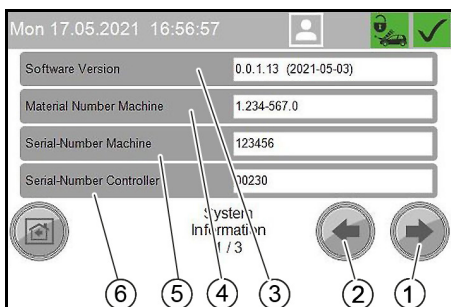 Mon 17.05.2021 16:56:57
Software Version 0.0.1.13 (2021-05-03)
Material Number Machine 1.234-567.0
Serial-Number Machine 123456
Serial-Number Controller 00230
System
Information
1 / 3
6 5 4 3 2 1